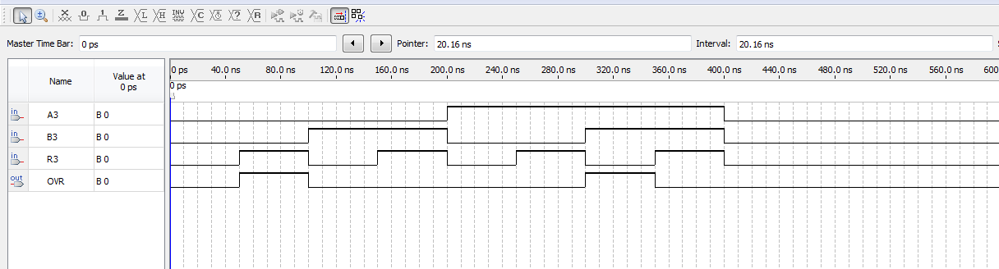 Master Time Bar: 0 ps Pointer: 20.16 ns Interval: 20.16 ns
Name Value at 0 ps
0 ps 40.0 ns 80.0 ns 120.0 ns 160.0 ns 200.0 ns 240.0 ns 280.0 ns 320.0 ns 360.0 ns 400.0 ns 440.0 ns 480.0 ns 520.0 ns 560.0 ns 600
0 ps
in A3 B 0
in B3 B 0
in R3 B 0
out OVR B 0